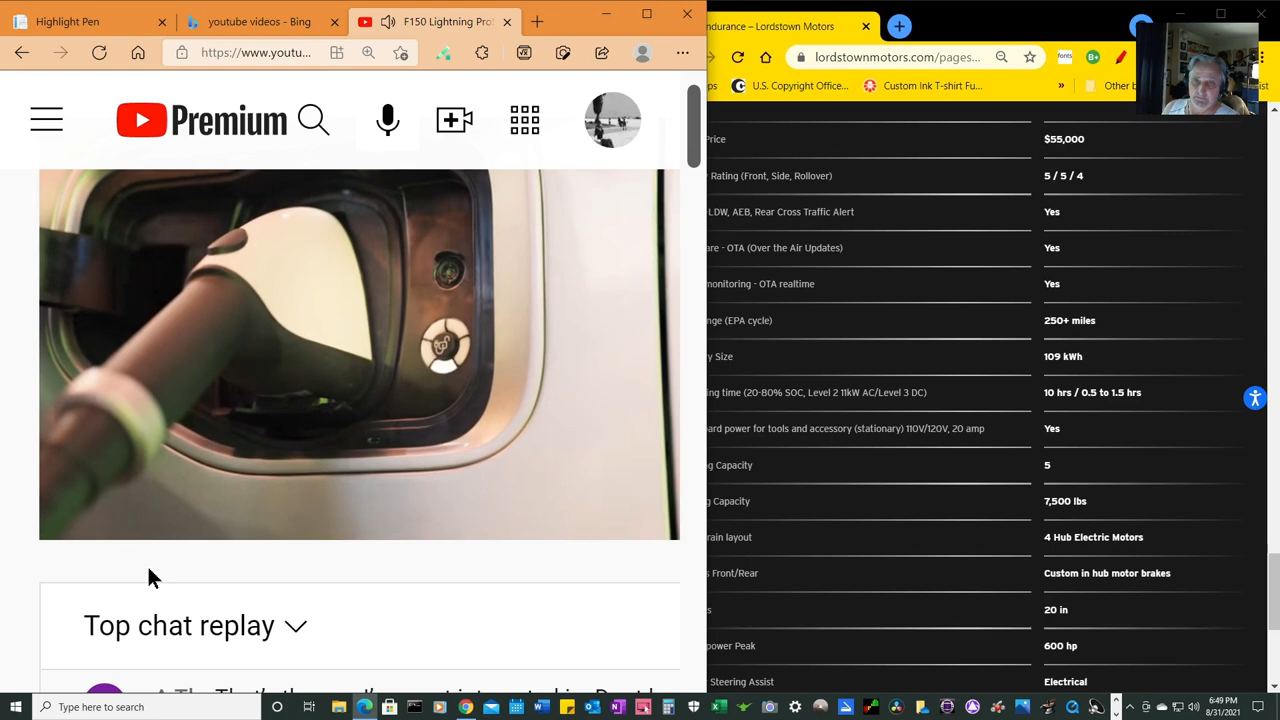 Highlight Pen
youtube videos - Bing
F150 Lightning Pro
ndurance – Lordstown Motors
https://www.youtu...
lordstownmotors.com/pages...
fonts
B+
Premium
ps
U.S. Copyright Office...
Custom Ink T-shirt Fu...
»
Other b
ist
Price
$55,000
Rating (Front, Side, Rollover)
5 / 5 / 4
LDW, AEB, Rear Cross Traffic Alert
Yes
are - OTA (Over the Air Updates)
Yes
monitoring - OTA realtime
Yes
nge (EPA cycle)
250+ miles
y Size
109 kWh
ing time (20-80% SOC, Level 2 11kW AC/Level 3 DC)
10 hrs / 0.5 to 1.5 hrs
ard power for tools and accessory (stationary) 110V/120V, 20 amp
Yes
g Capacity
5
g Capacity
7,500 lbs
rain layout
4 Hub Electric Motors
s Front/Rear
Custom in hub motor brakes
s
20 in
power Peak
600 hp
Steering Assist
Electrical
Top chat replay
Type here to search
6:49 PM
8/31/2021